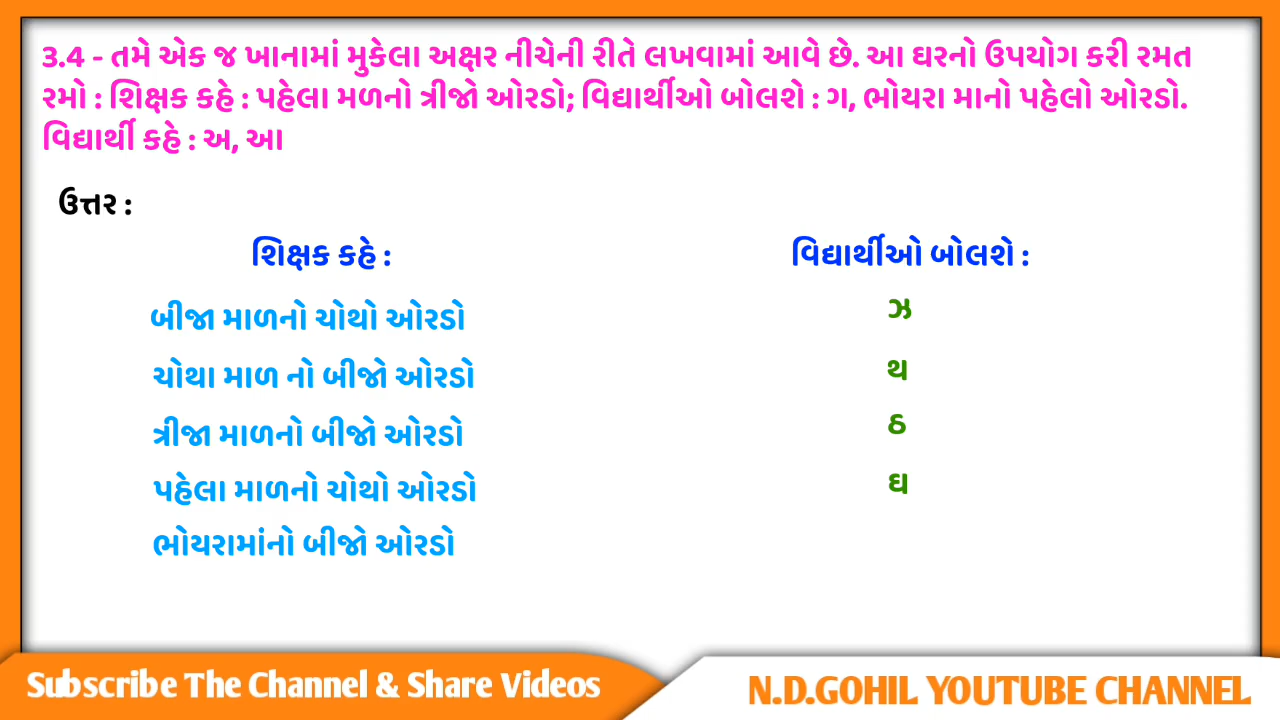 3.4 - તમે એક જ ખાનામાં મુકેલા અક્ષર નીચેની રીતે લખવામાં આવે છે. આ ઘરનો ઉપયોગ કરી રમત
રમો : શિક્ષક કહે : પહેલા મળનો ત્રીજો ઓરડો; વિદ્યાર્થીઓ બોલશે : ગ, ભોયરા માનો પહેલો ઓરડો.
વિદ્યાર્થી કહે : અ, આ
ઉત્તર :
શિક્ષક કહે : વિદ્યાર્થીઓ બોલશે :
બીજા માળનો ચોથો ઓરડો ઝ
ચોથા માળ નો બીજો ઓરડો થ
ત્રીજા માળનો બીજો ઓરડો ઠ
પહેલા માળનો ચોથો ઓરડો ઘ
ભોયરામાંનો બીજો ઓરડો
Subscribe The Channel & Share Videos
N.D.GOHIL YOUTUBE CHANNEL